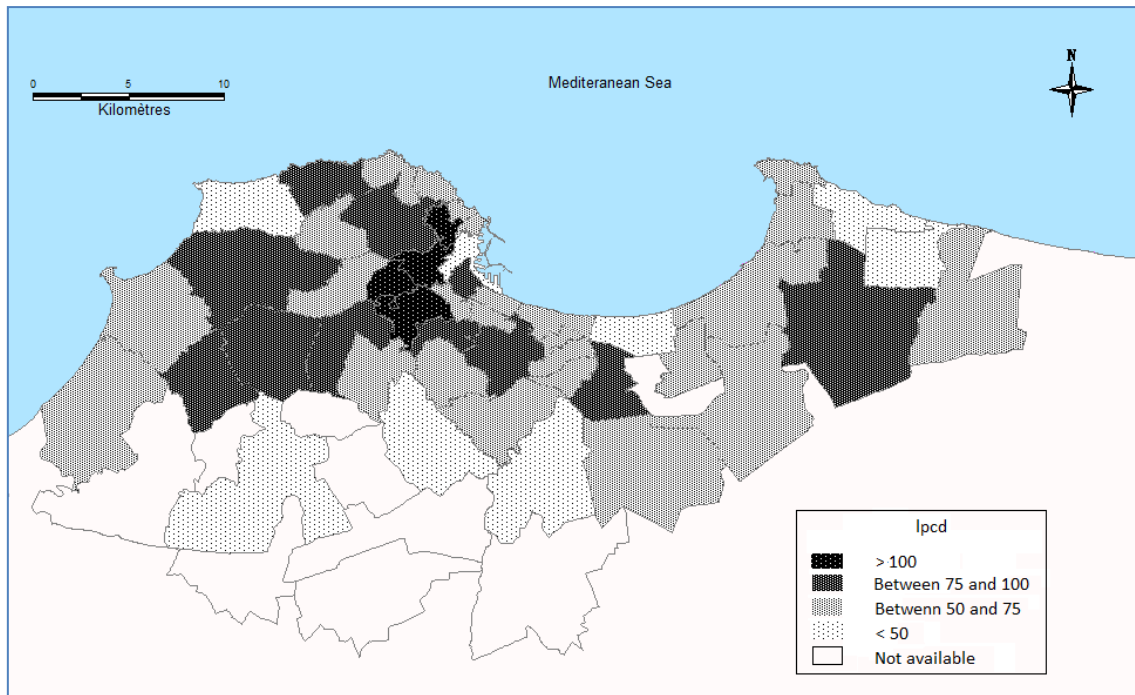 0 5 10
Kilomètres
Mediteranean Sea
N
lpcd
> 100
Between 75 and 100
Betwenn 50 and 75
< 50
Not available